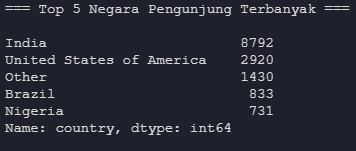 === Top 5 Negara Pengunjung Terbanyak ===
India 8792
United States of America 2920
Other 1430
Brazil 833
Nigeria 731
Name: country, dtype: int64